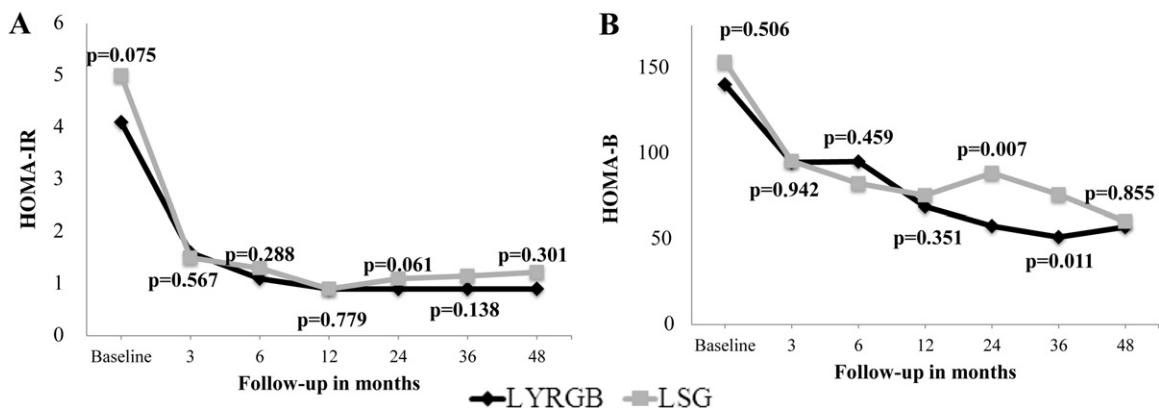 A
HOMA-IR
6
5
4
3
2
1
0
p=0.075
p=0.567
p=0.288
p=0.779
p=0.061
p=0.138
p=0.301
Baseline 3 6 12 24 36 48
Follow-up in months
B
HOMA-B
150
100
50
0
p=0.506
p=0.942
p=0.459
p=0.351
p=0.007
p=0.011
p=0.855
Baseline 3 6 12 24 36 48
Follow-up in months
LYRGB LSG